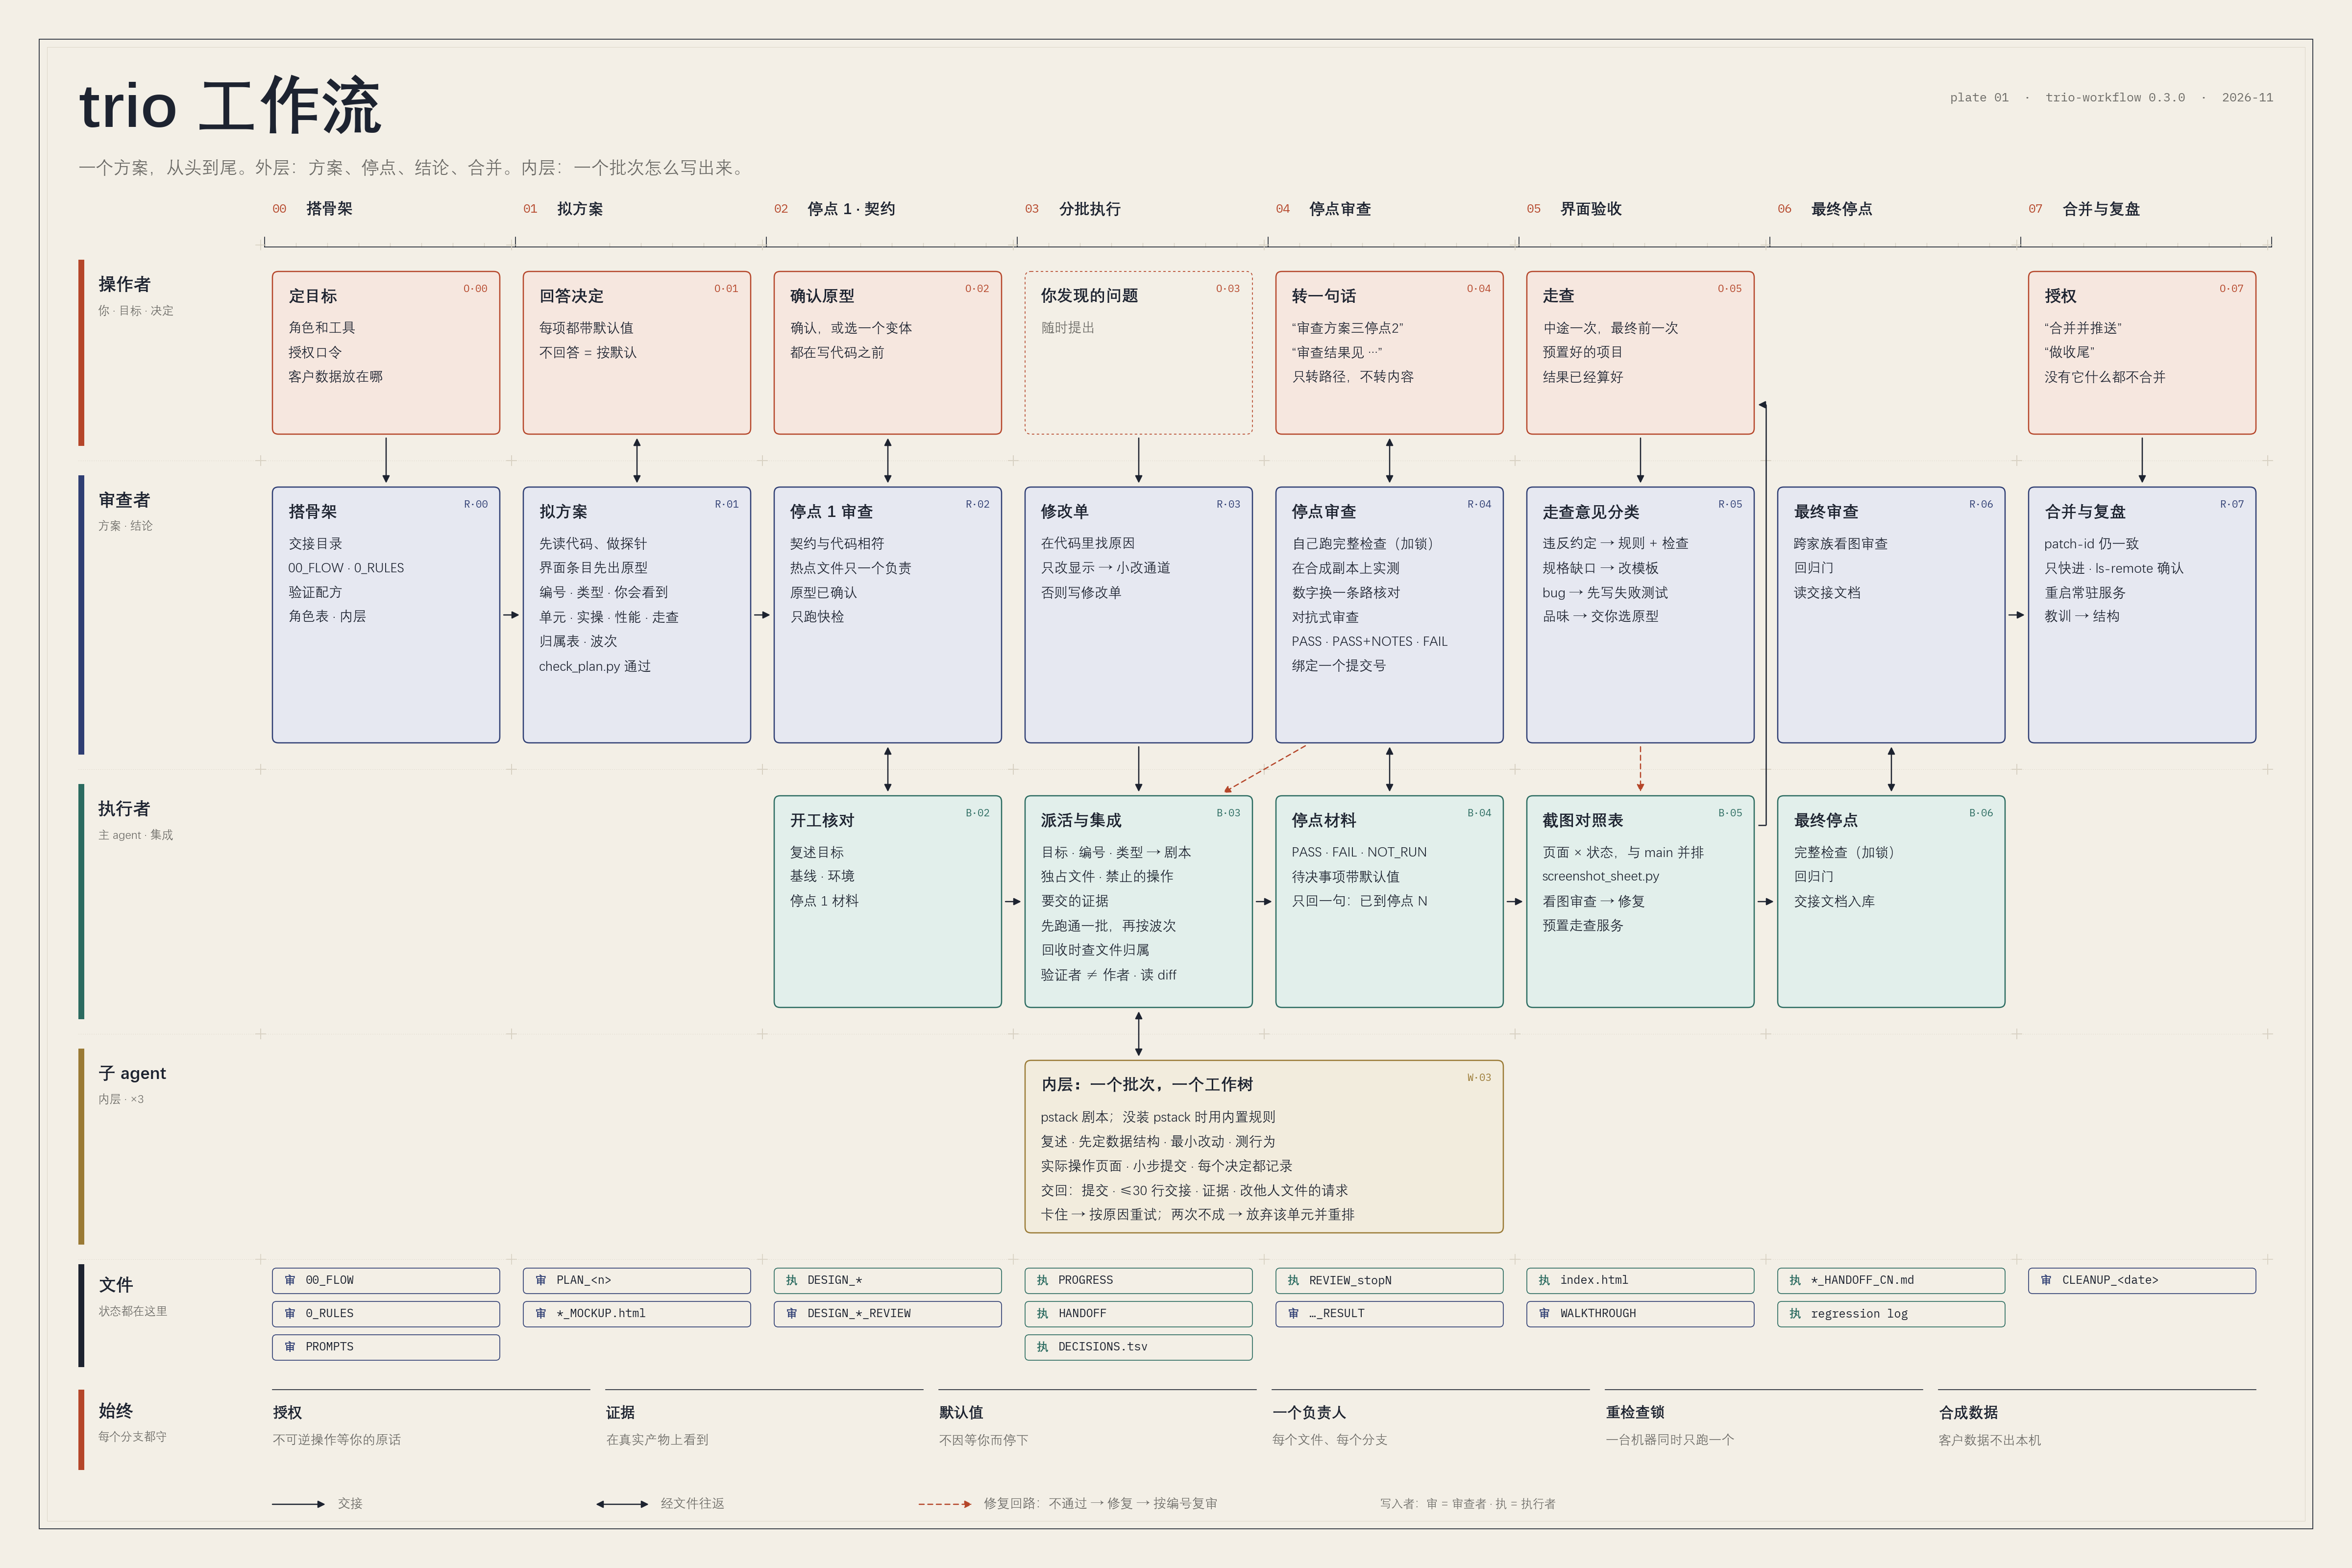 trio 工作流
plate 01 · trio-workflow 0.3.0 · 2026-11
一个方案，从头到尾。外层：方案、停点、结论、合并。内层：一个批次怎么写出来。
00 搭骨架
01 拟方案
02 停点 1 · 契约
03 分批执行
04 停点审查
05 界面验收
06 最终停点
07 合并与复盘
操作者
你 · 目标 · 决定
定目标
O·00
角色和工具
授权口令
客户数据放在哪
回答决定
O·01
每项都带默认值
不回答 = 按默认
确认原型
O·02
确认，或选一个变体
都在写代码之前
你发现的问题
O·03
随时提出
转一句话
O·04
“审查方案三停点2”
“审查结果见 …”
只转路径，不转内容
走查
O·05
中途一次，最终前一次
预置好的项目
结果已经算好
授权
O·07
“合并并推送”
“做收尾”
没有它什么都不合并
审查者
方案 · 结论
搭骨架
R·00
交接目录
00_FLOW · 0_RULES
验证配方
角色表 · 内层
拟方案
R·01
先读代码、做探针
界面条目先出原型
编号 · 类型 · 你会看到
单元 · 实操 · 性能 · 走查
归属表 · 波次
check_plan.py 通过
停点 1 审查
R·02
契约与代码相符
热点文件只一个负责
原型已确认
只跑快检
修改单
R·03
在代码里找原因
只改显示 → 小改通道
否则写修改单
停点审查
R·04
自己跑完整检查（加锁）
在合成副本上实测
数字换一条路核对
对抗式审查
PASS · PASS+NOTES · FAIL
绑定一个提交号
走查意见分类
R·05
违反约定 → 规则 + 检查
规格缺口 → 改模板
bug → 先写失败测试
品味 → 交你选原型
最终审查
R·06
跨家族看图审查
回归门
读交接文档
合并与复盘
R·07
patch-id 仍一致
只快进 · ls-remote 确认
重启常驻服务
教训 → 结构
执行者
主 agent · 集成
开工核对
B·02
复述目标
基线 · 环境
停点 1 材料
派活与集成
B·03
目标 · 编号 · 类型 → 剧本
独占文件 · 禁止的操作
要交的证据
先跑通一批，再按波次
回收时查文件归属
验证者 ≠ 作者 · 读 diff
停点材料
B·04
PASS · FAIL · NOT_RUN
待决事项带默认值
只回一句：已到停点 N
截图对照表
B·05
页面 × 状态，与 main 并排
screenshot_sheet.py
看图审查 → 修复
预置走查服务
最终停点
B·06
完整检查（加锁）
回归门
交接文档入库
子 agent
内层 · ×3
内层：一个批次，一个工作树
W·03
pstack 剧本；没装 pstack 时用内置规则
复述 · 先定数据结构 · 最小改动 · 测行为
实际操作页面 · 小步提交 · 每个决定都记录
交回：提交 · ≤30 行交接 · 证据 · 改他人文件的请求
卡住 → 按原因重试；两次不成 → 放弃该单元并重排
文件
状态都在这里
审 00_FLOW
审 0_RULES
审 PROMPTS
审 PLAN_<n>
审 *_MOCKUP.html
执 DESIGN_*
审 DESIGN_*_REVIEW
执 PROGRESS
执 HANDOFF
执 DECISIONS.tsv
执 REVIEW_stopN
审 …_RESULT
执 index.html
审 WALKTHROUGH
执 *_HANDOFF_CN.md
执 regression log
审 CLEANUP_<date>
始终
每个分支都守
授权
不可逆操作等你的原话
证据
在真实产物上看到
默认值
不因等你而停下
一个负责人
每个文件、每个分支
重检查锁
一台机器同时只跑一个
合成数据
客户数据不出本机
交接
经文件往返
修复回路：不通过 → 修复 → 按编号复审
写入者：审 = 审查者 · 执 = 执行者